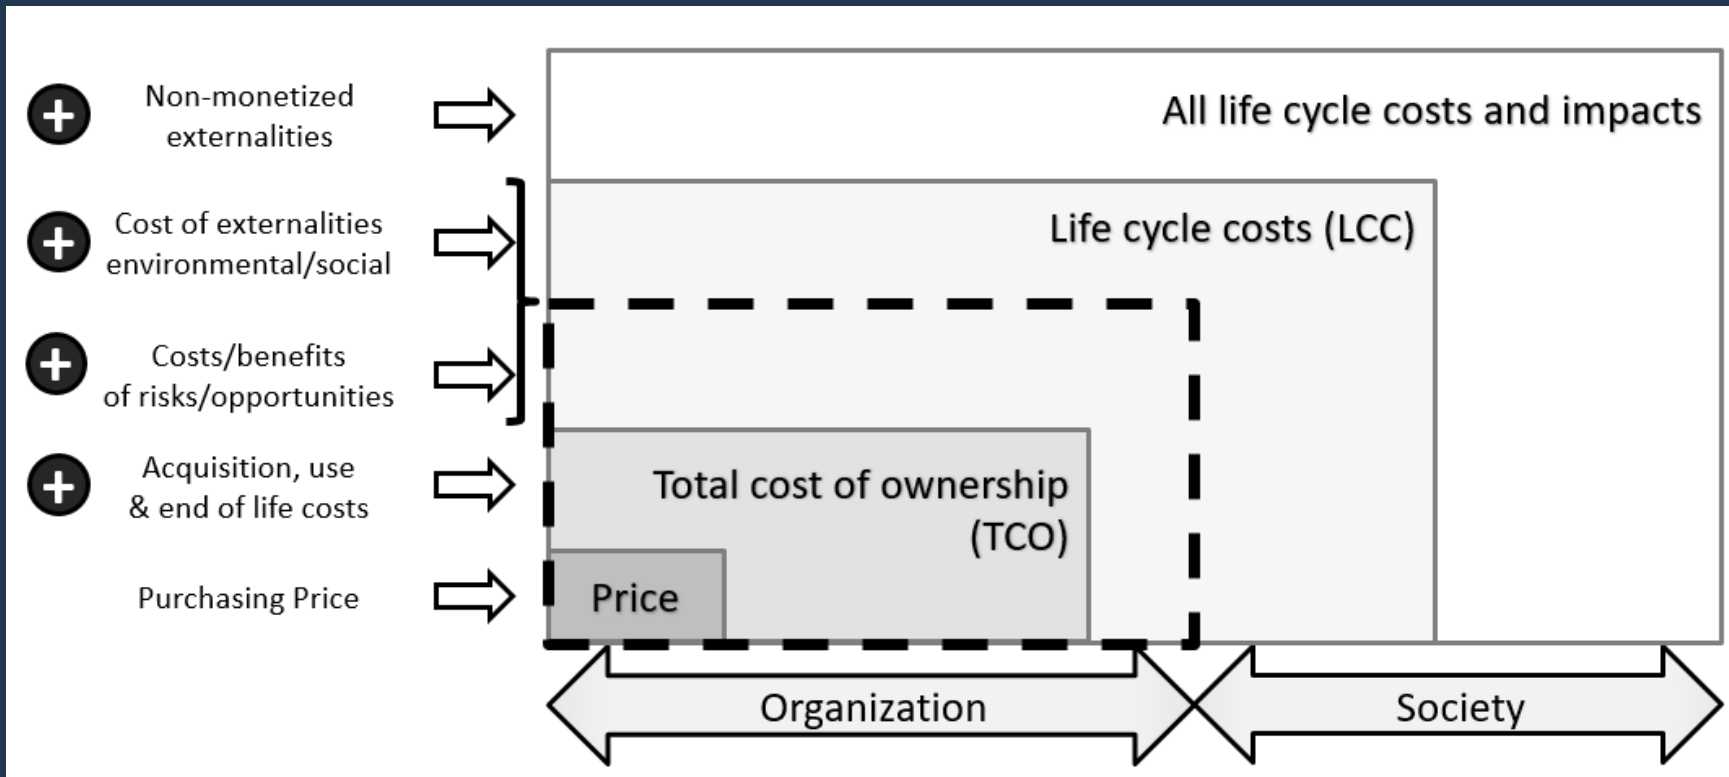 Non-monetized
externalities
All life cycle costs and impacts
Cost of externalities
environmental/social
Life cycle costs (LCC)
Costs/benefits
of risks/opportunities
Acquisition, use
& end of life costs
Total cost of ownership
(TCO)
Purchasing Price
Price
Organization
Society